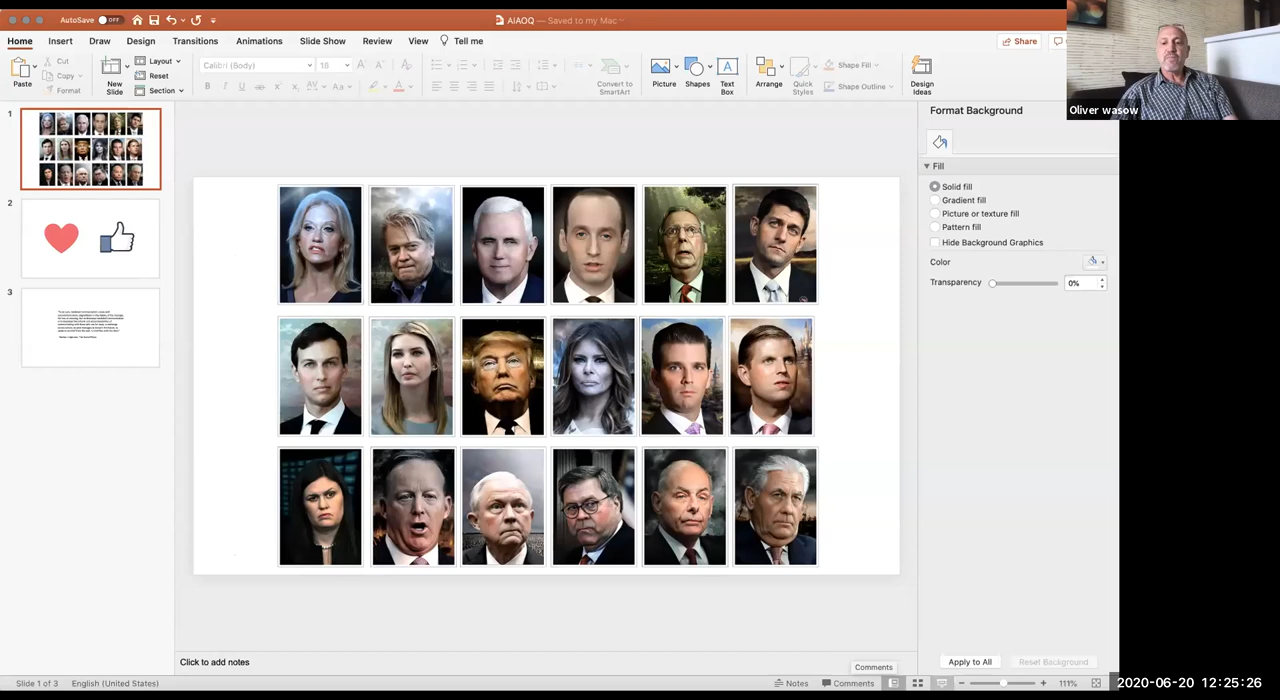 AutoSave OFF
AiAOQ — Saved to my Mac
Home Insert Draw Design Transitions Animations Slide Show Review View Tell me
Share
Paste
Cut
Copy
Format
New Slide
Layout
Reset
Section
Calibri (Body) 18
Convert to SmartArt
Picture
Shapes
Text Box
Arrange
Quick Styles
Shape Fill
Shape Outline
Design Ideas
Oliver wasow
1
2
3
Format Background
Fill
Solid fill
Gradient fill
Picture or texture fill
Pattern fill
Hide Background Graphics
Color
Transparency 0%
Click to add notes
Comments
Apply to All
Reset Background
Slide 1 of 3
English (United States)
Notes
Comments
111%
2020-06-20 12:25:26